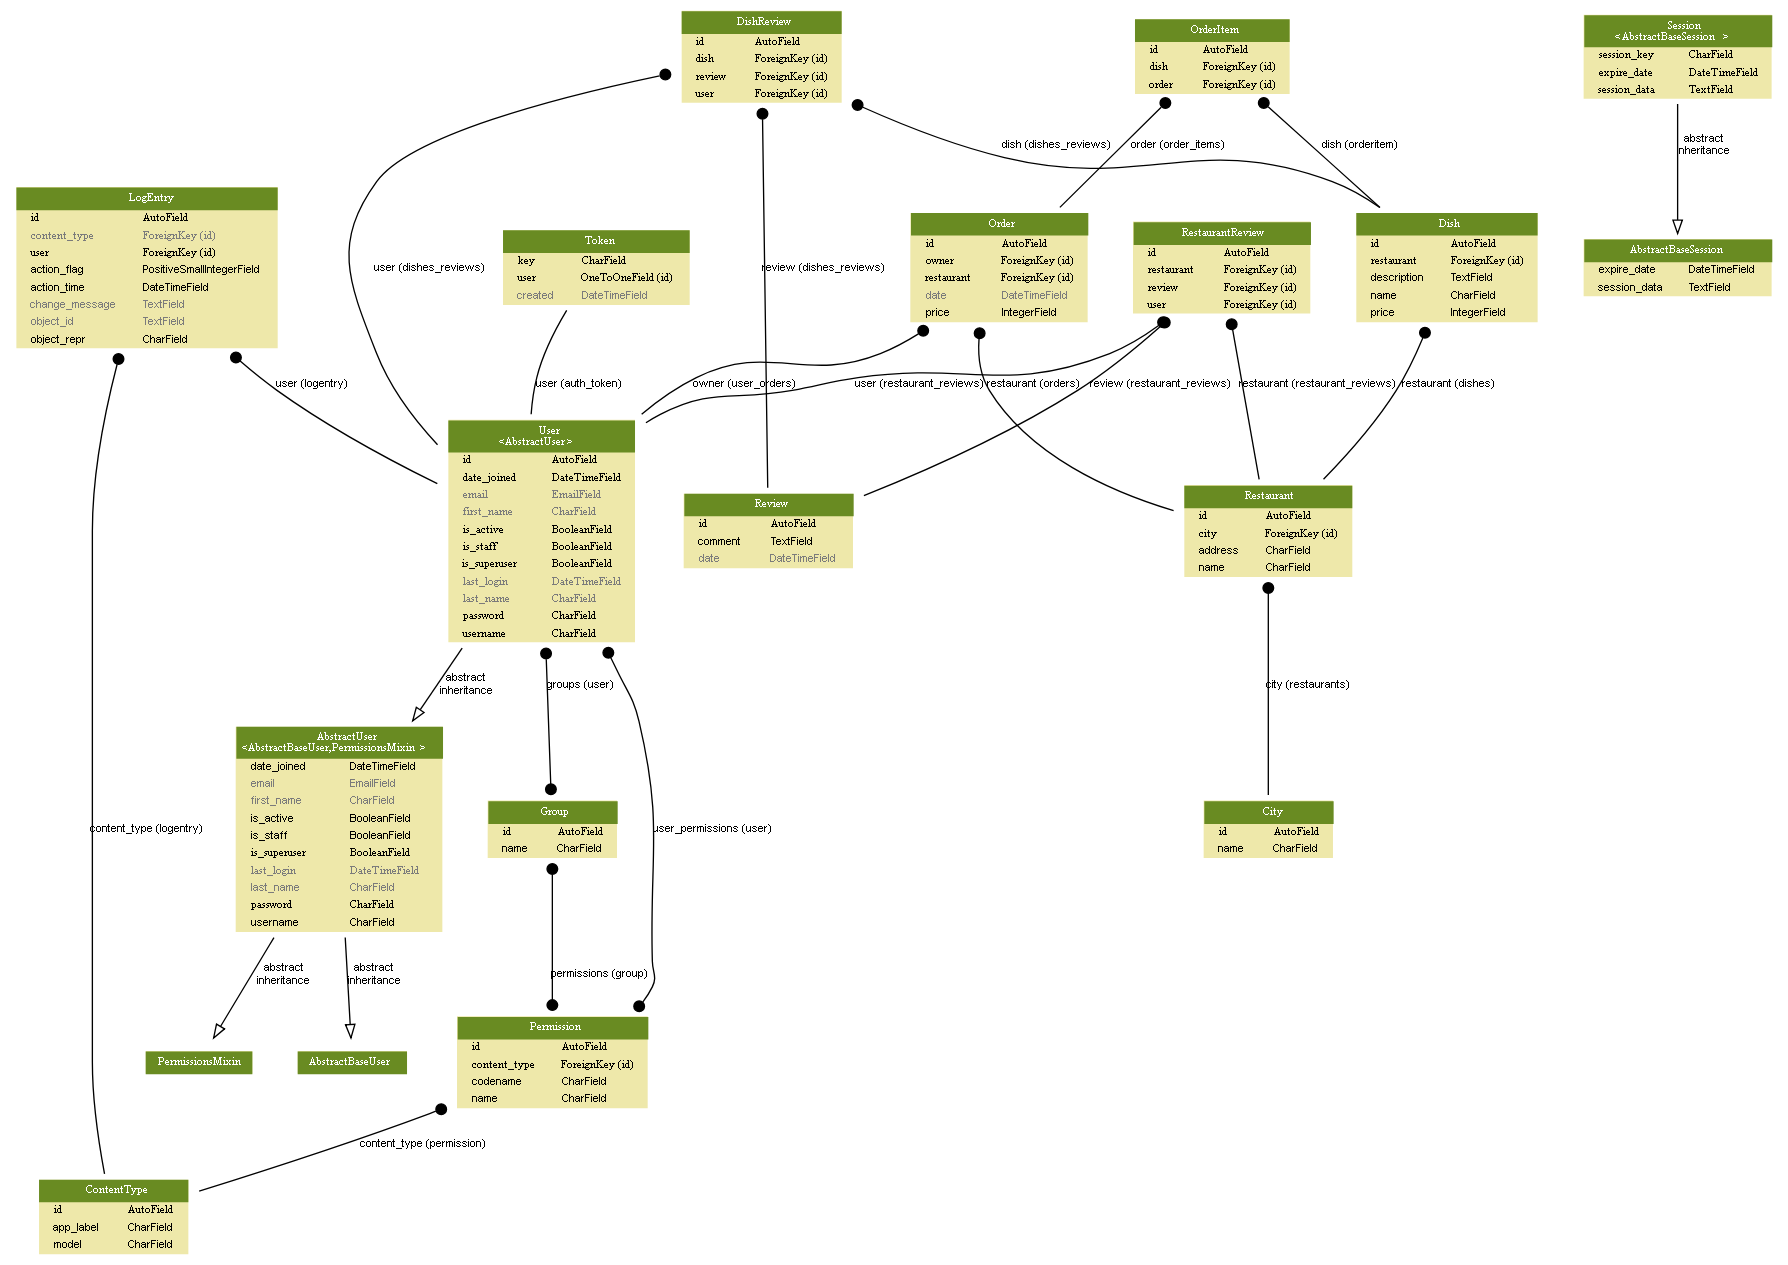 DishReview
id AutoField
dish ForeignKey (id)
review ForeignKey (id)
user ForeignKey (id)
OrderItem
id AutoField
dish ForeignKey (id)
order ForeignKey (id)
Session
<AbstractBaseSession >
session_key CharField
expire_date DateTimeField
session_data TextField
dish (dishes_reviews)
order (order_items)
dish (orderitem)
abstract
nheritance
LogEntry
id AutoField
content_type ForeignKey (id)
user ForeignKey (id)
action_flag PositiveSmallIntegerField
action_time DateTimeField
change_message TextField
object_id TextField
object_repr CharField
user (dishes_reviews)
Token
key CharField
user OneToOneField (id)
created DateTimeField
review (dishes_reviews)
Order
id AutoField
owner ForeignKey (id)
restaurant ForeignKey (id)
date DateTimeField
price IntegerField
RestaurantReview
id AutoField
restaurant ForeignKey (id)
review ForeignKey (id)
user ForeignKey (id)
Dish
id AutoField
restaurant ForeignKey (id)
description TextField
name CharField
price IntegerField
AbstractBaseSession
expire_date DateTimeField
session_data TextField
user (logentry)
user (auth_token)
owner (user_orders)
user (restaurant_reviews)
restaurant (orders)
review (restaurant_reviews)
restaurant (restaurant_reviews)
restaurant (dishes)
User
<AbstractUser>
id AutoField
date_joined DateTimeField
email EmailField
first_name CharField
is_active BooleanField
is_staff BooleanField
is_superuser BooleanField
last_login DateTimeField
last_name CharField
password CharField
username CharField
Review
id AutoField
comment TextField
date DateTimeField
Restaurant
id AutoField
city ForeignKey (id)
address CharField
name CharField
abstract
inheritance
groups (user)
city (restaurants)
AbstractUser
<AbstractBaseUser,PermissionsMixin >
date_joined DateTimeField
email EmailField
first_name CharField
is_active BooleanField
is_staff BooleanField
is_superuser BooleanField
last_login DateTimeField
last_name CharField
password CharField
username CharField
content_type (logentry)
Group
id AutoField
name CharField
user_permissions (user)
City
id AutoField
name CharField
abstract
inheritance
abstract
inheritance
permissions (group)
PermissionsMixin
AbstractBaseUser
Permission
id AutoField
content_type ForeignKey (id)
codename CharField
name CharField
content_type (permission)
ContentType
id AutoField
app_label CharField
model CharField